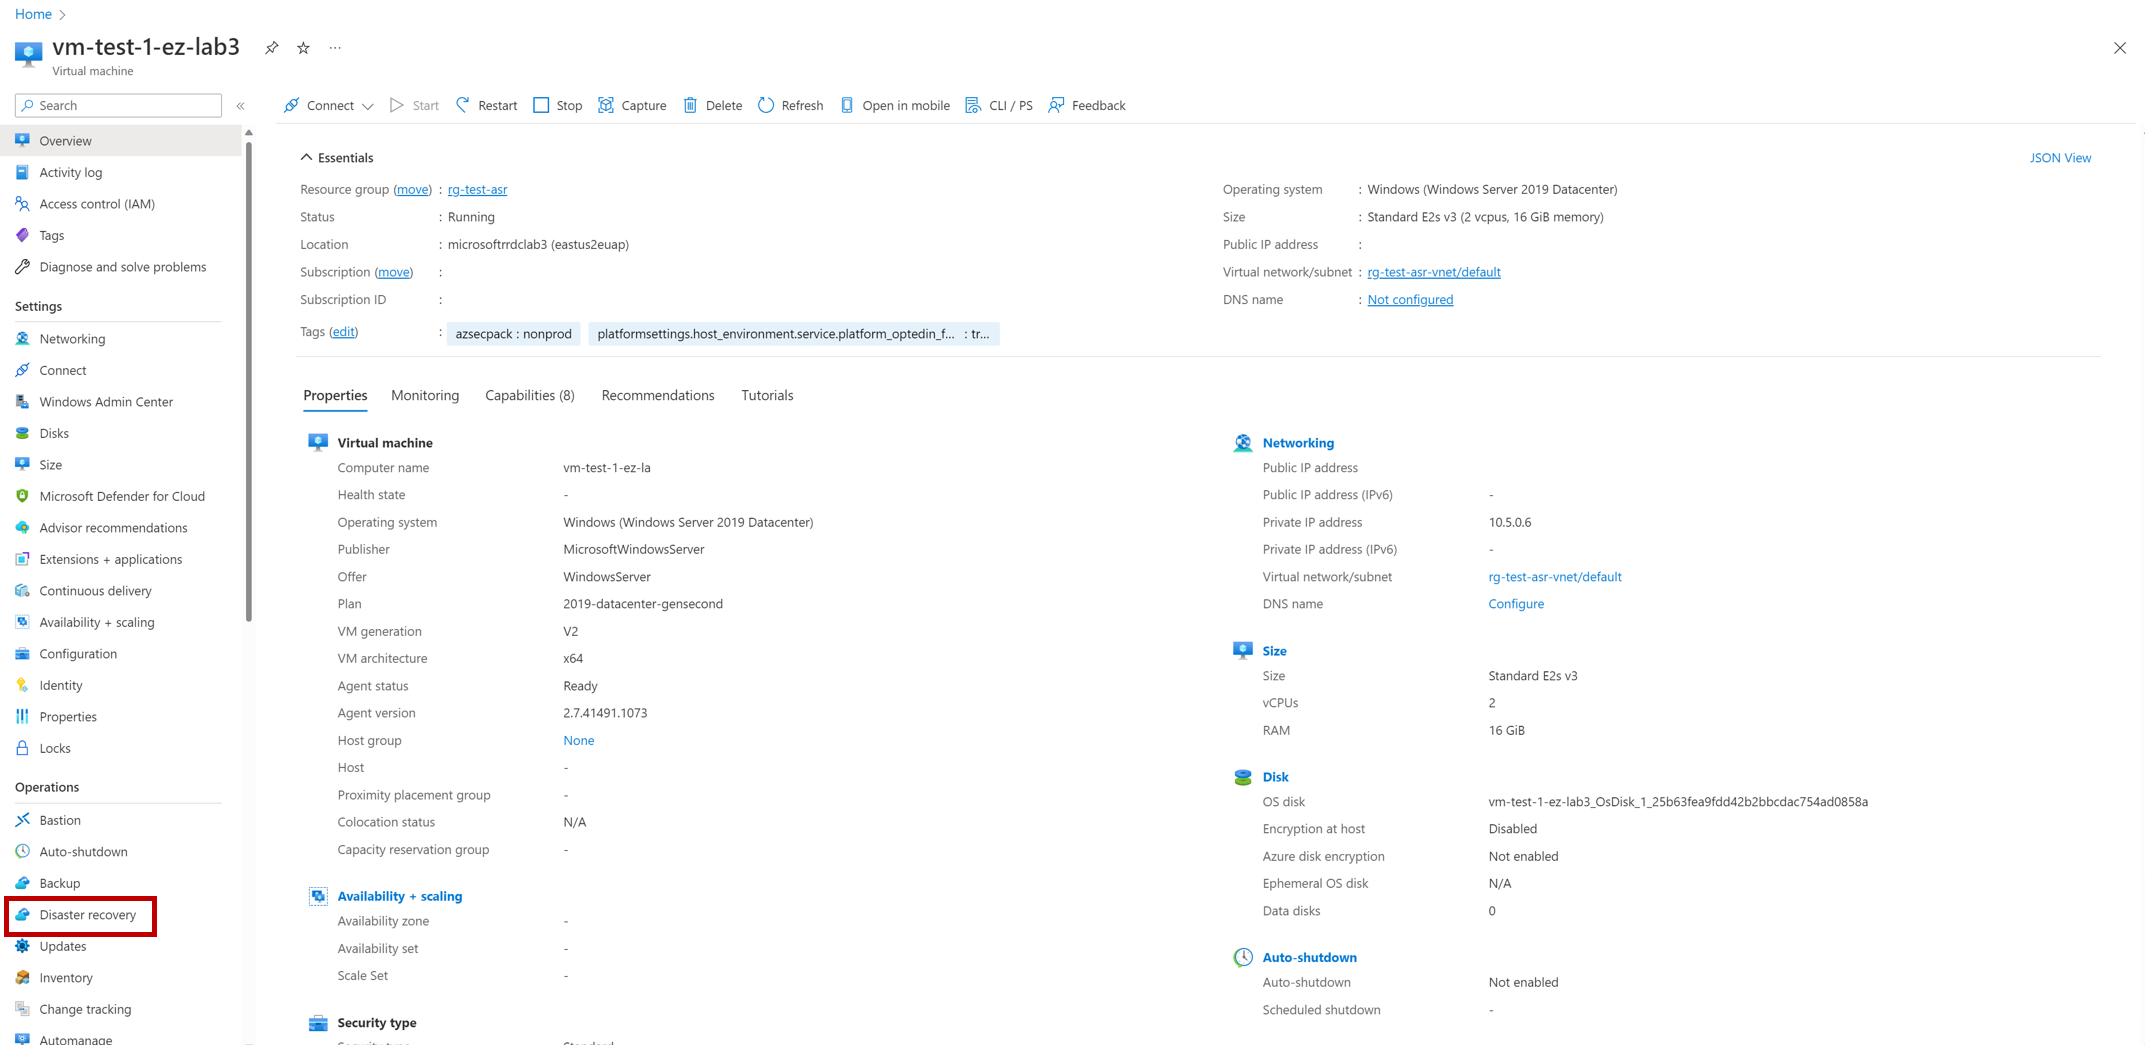 Home >
vm-test-1-ez-lab3 ...
Virtual machine
Search «
Overview
Activity log
Access control (IAM)
Tags
Diagnose and solve problems
Settings
Networking
Connect
Windows Admin Center
Disks
Size
Microsoft Defender for Cloud
Advisor recommendations
Extensions + applications
Continuous delivery
Availability + scaling
Configuration
Identity
Properties
Locks
Operations
Bastion
Auto-shutdown
Backup
Disaster recovery
Updates
Inventory
Change tracking
Automanage
Connect Start Restart Stop Capture Delete Refresh Open in mobile CLI / PS Feedback
Essentials
JSON View
Resource group (move) : rg-test-asr
Status : Running
Location : microsoftrrdclab3 (eastus2euap)
Subscription (move) :
Subscription ID :
Tags (edit) : azsecpack : nonprod platformsettings.host_environment.service.platform_optedin_f... : tr...
Operating system : Windows (Windows Server 2019 Datacenter)
Size : Standard E2s v3 (2 vcpus, 16 GiB memory)
Public IP address :
Virtual network/subnet : rg-test-asr-vnet/default
DNS name : Not configured
Properties Monitoring Capabilities (8) Recommendations Tutorials
Virtual machine
Computer name vm-test-1-ez-la
Health state -
Operating system Windows (Windows Server 2019 Datacenter)
Publisher MicrosoftWindowsServer
Offer WindowsServer
Plan 2019-datacenter-gensecond
VM generation V2
VM architecture x64
Agent status Ready
Agent version 2.7.41491.1073
Host group None
Host -
Proximity placement group -
Colocation status N/A
Capacity reservation group -
Availability + scaling
Availability zone -
Availability set -
Scale Set -
Security type
Security type Standard
Networking
Public IP address
Public IP address (IPv6) -
Private IP address 10.5.0.6
Private IP address (IPv6) -
Virtual network/subnet rg-test-asr-vnet/default
DNS name Configure
Size
Size Standard E2s v3
vCPUs 2
RAM 16 GiB
Disk
OS disk vm-test-1-ez-lab3_OsDisk_1_25b63fea9fdd42b2bbcdac754ad0858a
Encryption at host Disabled
Azure disk encryption Not enabled
Ephemeral OS disk N/A
Data disks 0
Auto-shutdown
Auto-shutdown Not enabled
Scheduled shutdown -